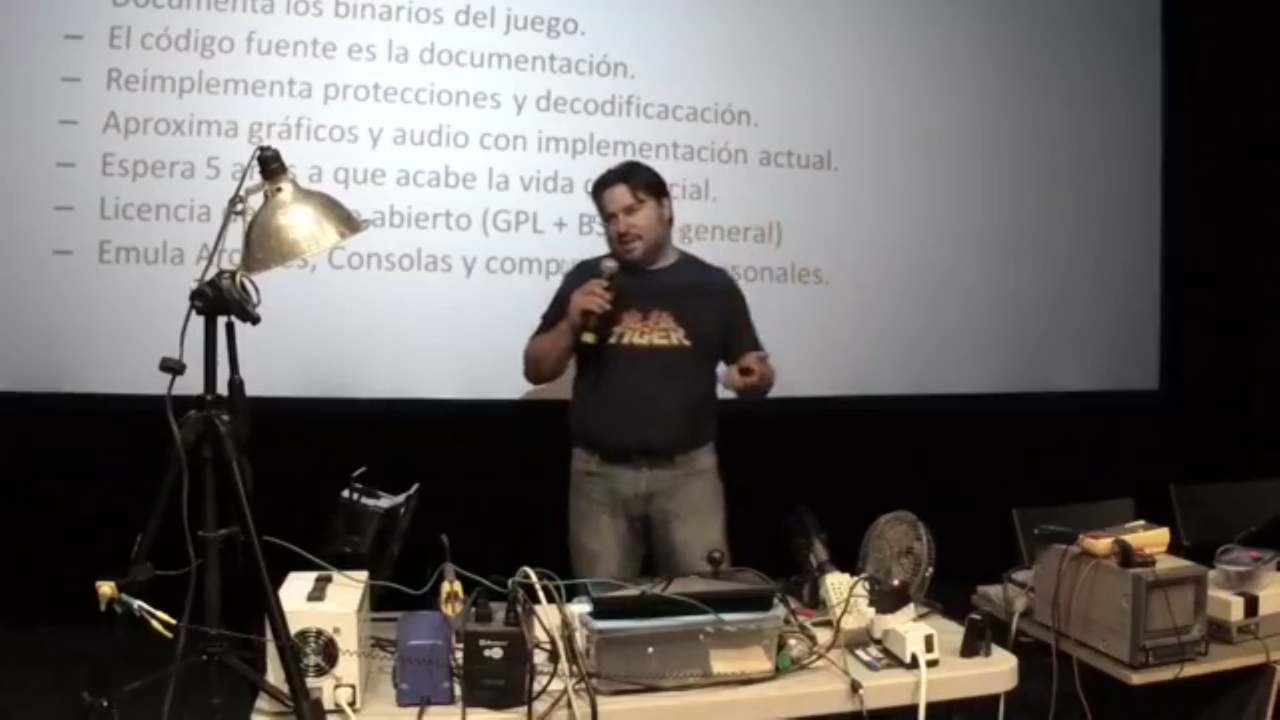 Documenta los binarios del juego.
– El código fuente es la documentación.
– Reimplementa protecciones y decodificacación.
– Aproxima gráficos y audio con implementación actual.
– Espera 5 a que acabe la vida
– Licencia abierto (GPL + general)
– Emula Consolas y
TIGER